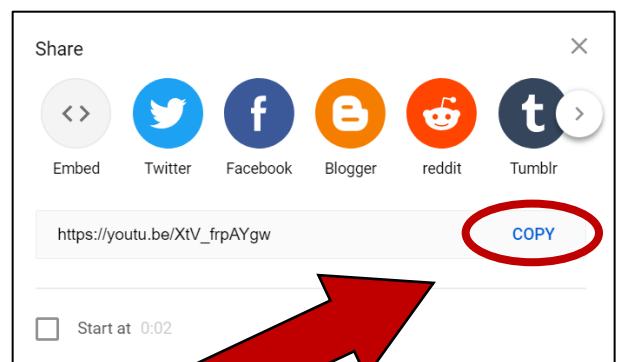 Share
Embed Twitter Facebook Blogger reddit Tumblr
https://youtu.be/XtV_frpAYgw COPY
Start at 0:02